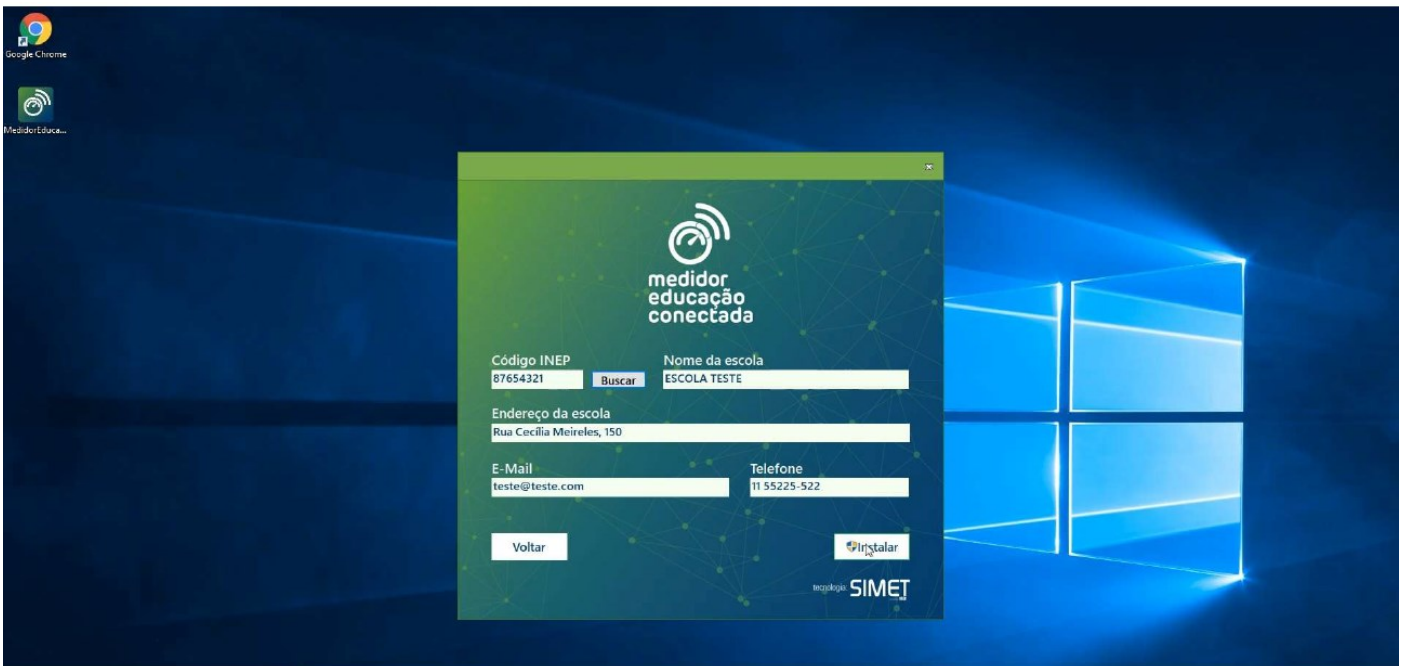 Google Chrome
MedidorEduca...
medidor
educação
conectada
Código INEP
Nome da escola
87654321
Buscar
ESCOLA TESTE
Endereço da escola
Rua Cecília Meireles, 150
E-Mail
Telefone
teste@teste.com
11 55225-522
Voltar
Instalar
tecnologia: SIMET